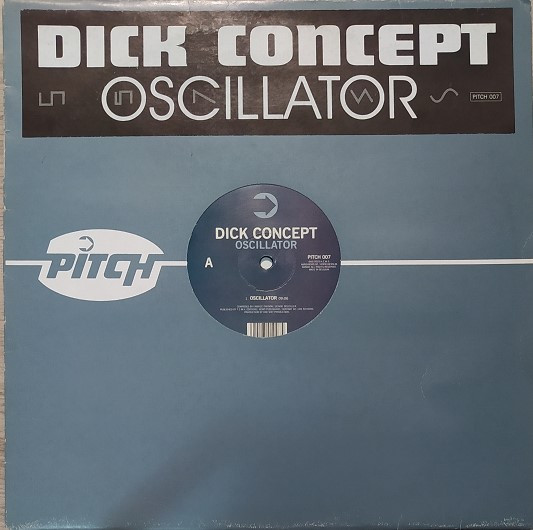 DICK CONCEPT
OSCILLATOR
PITCH 007
PITCH
DICK CONCEPT
OSCILLATOR
A
PITCH 007
OSCILLATOR